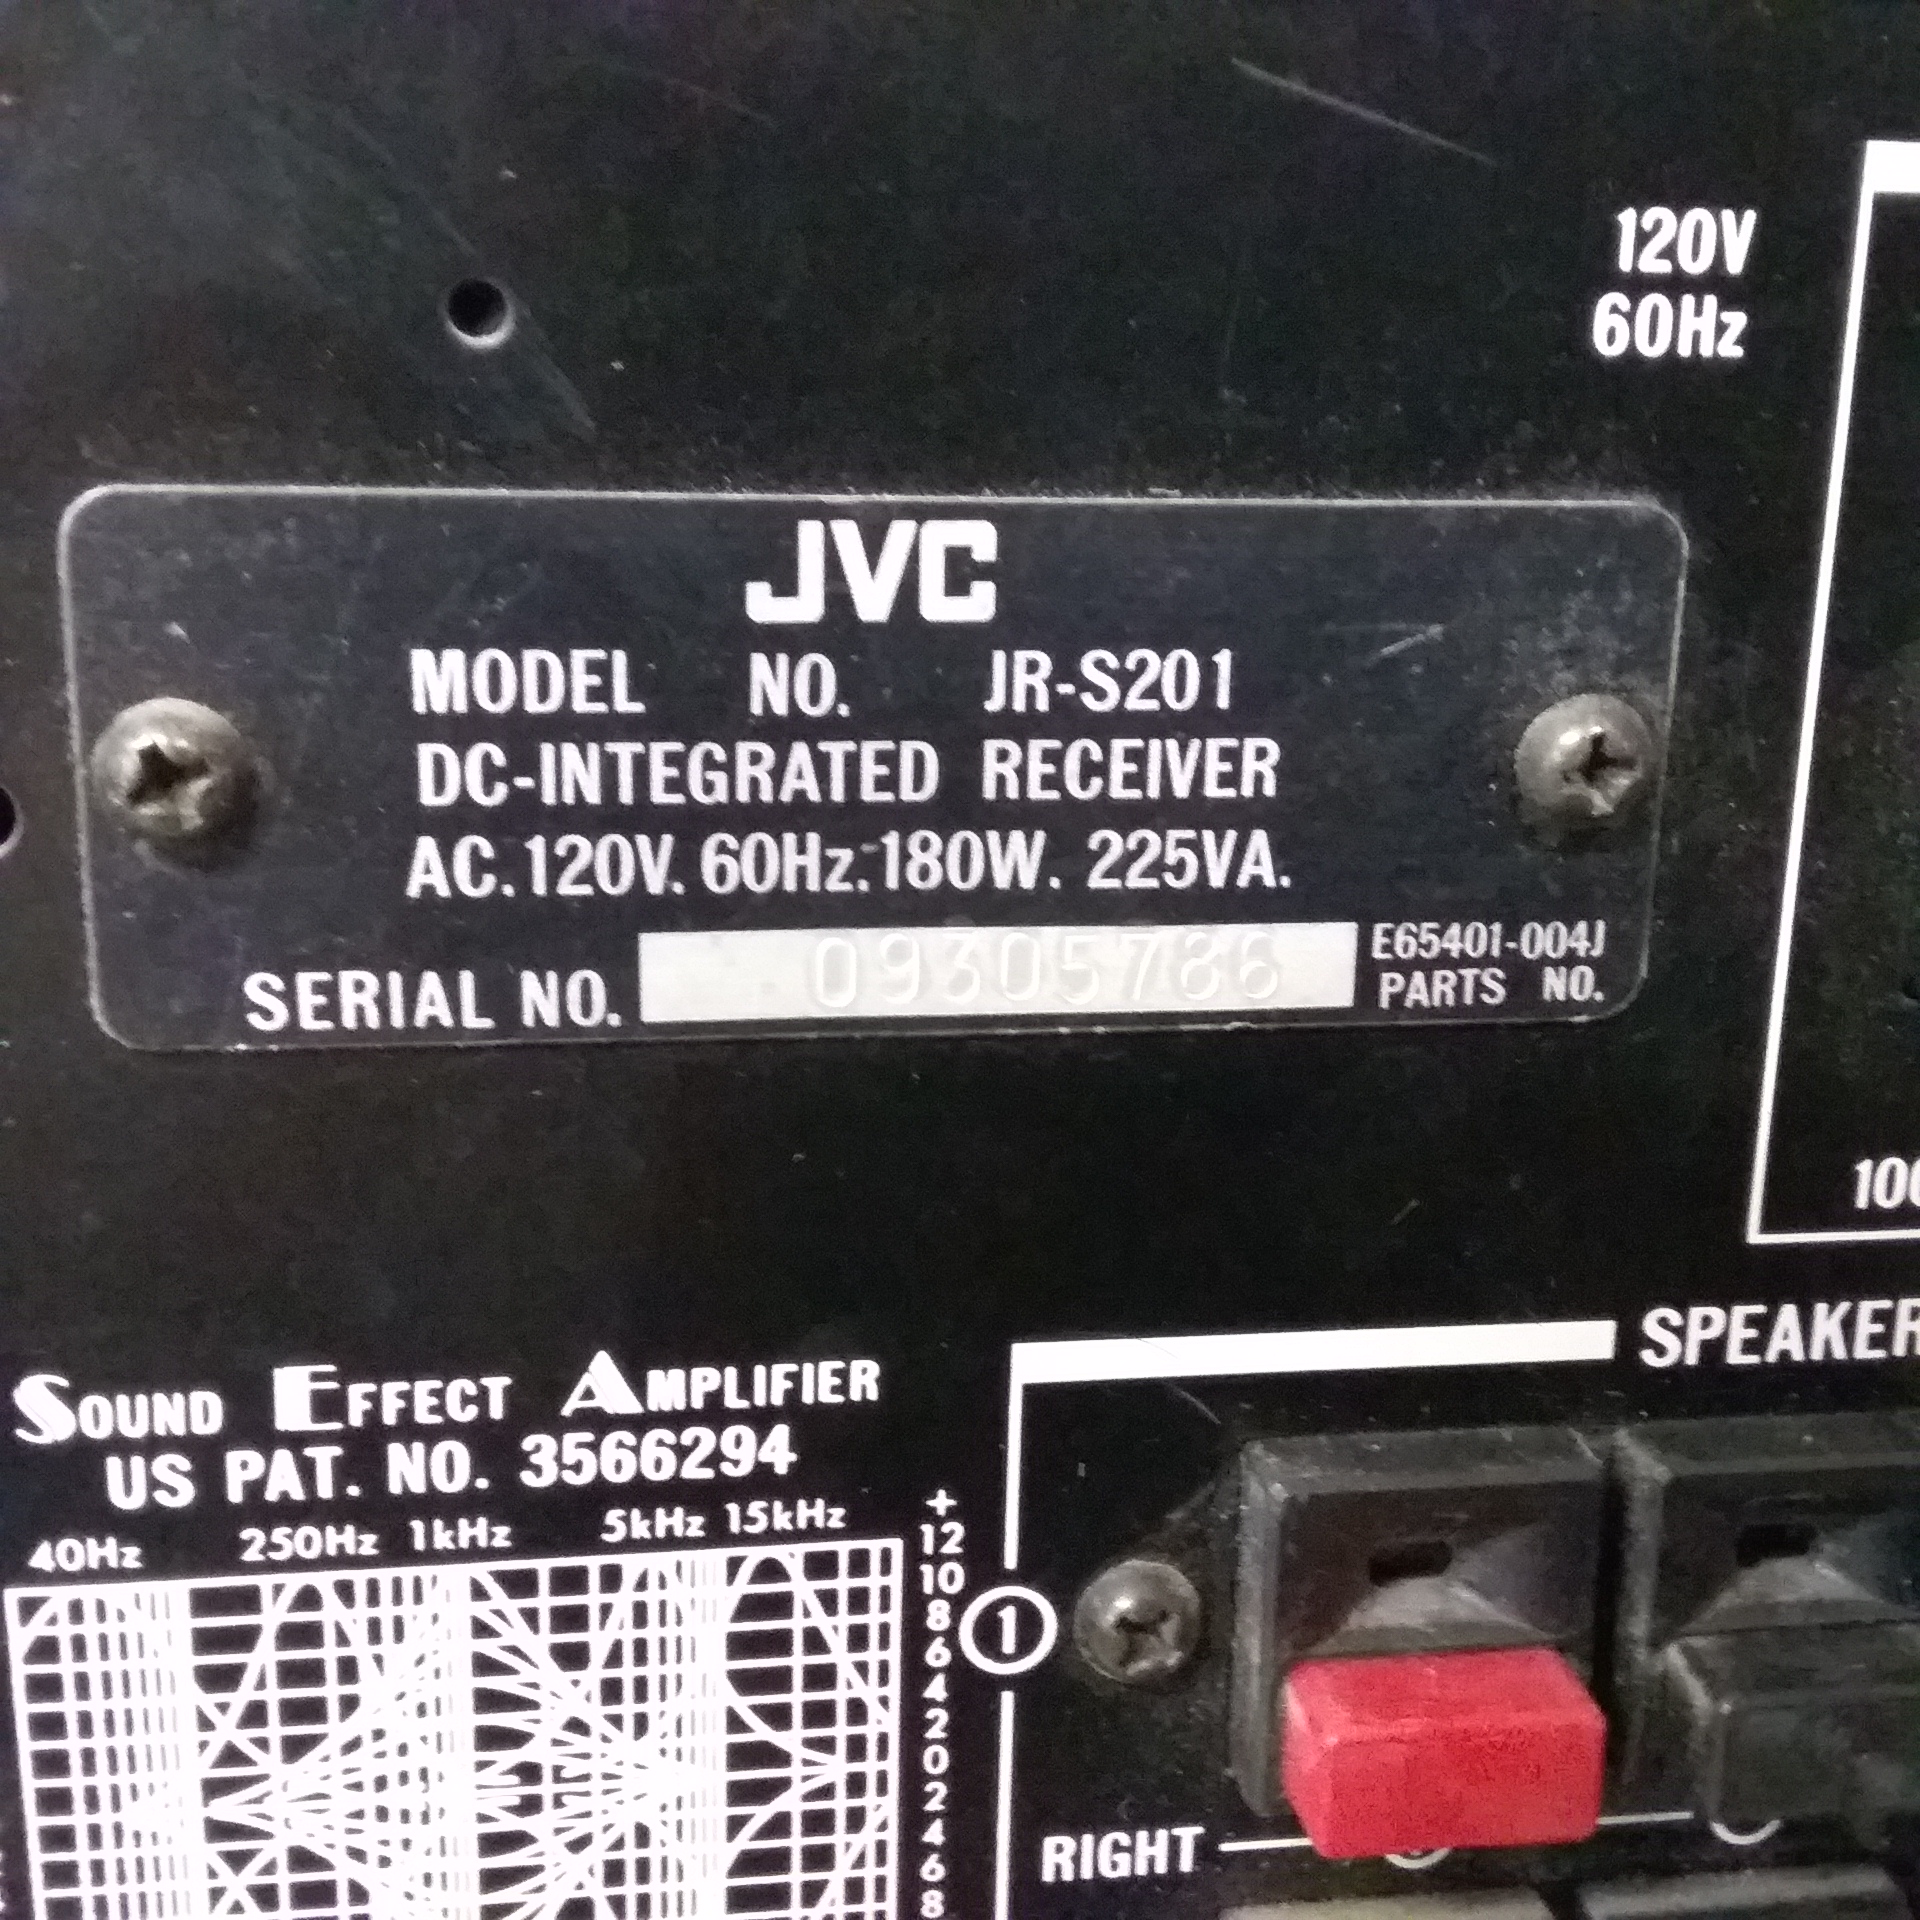 120V
60Hz
JVC
MODEL NO. JR-S201
DC-INTEGRATED RECEIVER
AC.120V. 60Hz.180W. 225VA.
SERIAL NO. 09305786
E65401-004J
PARTS NO.
SPEAKER
SOUND EFFECT AMPLIFIER
US PAT. NO. 3566294
40Hz 250Hz 1kHz 5kHz 15kHz
+
12
10
8
6
4
2
0
2
4
6
8
1
RIGHT